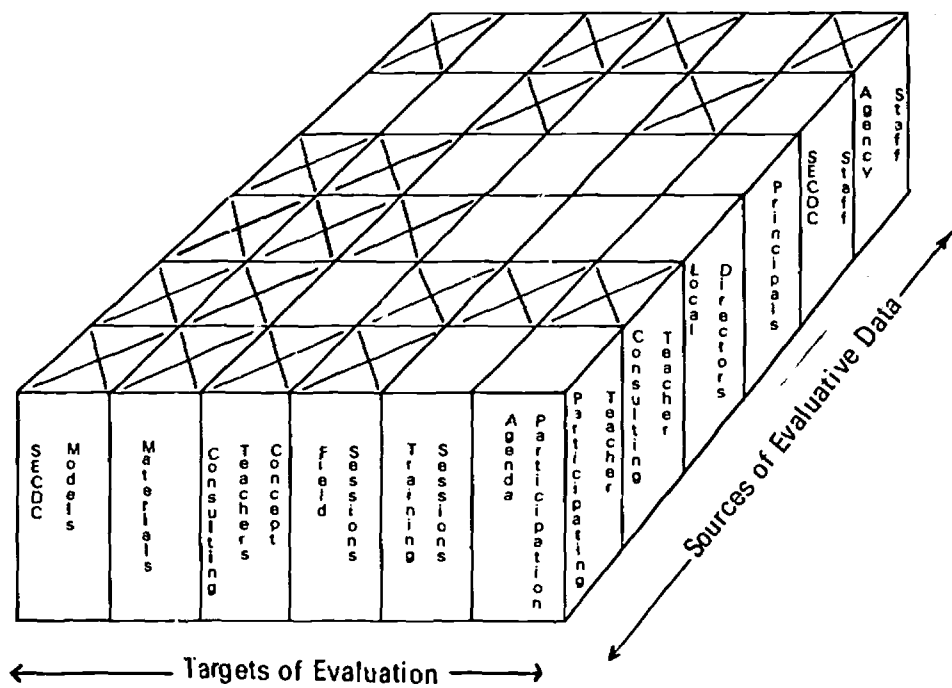 SECDC
Models
Materials
Consulting
Teachers
Concept
Field
Sessions
Training
Sessions
Agenda
Participation
Participating
Teacher
Consulting
Teacher
Local
Directors
Principals
SECDC
Staff
Agency
Staff
Targets of Evaluation
Sources of Evaluative Data